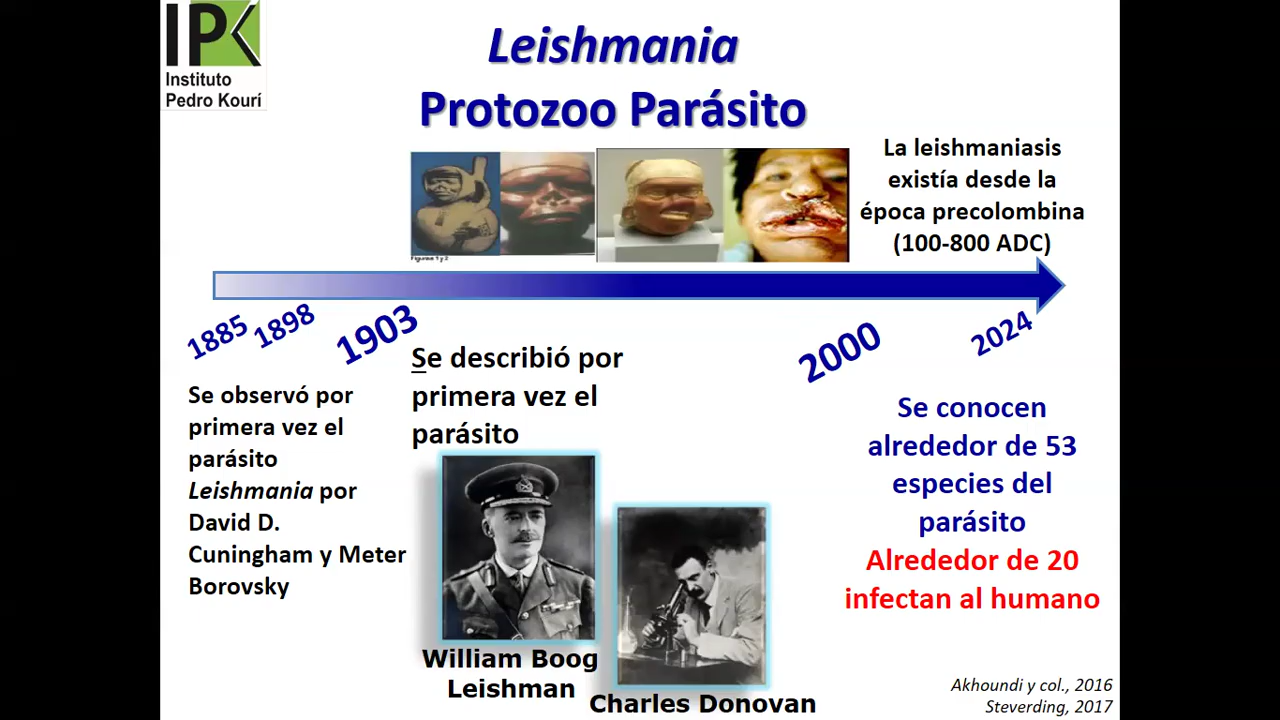 IPK
Instituto
Pedro Kourí
Leishmania
Protozoo Parásito
La leishmaniasis
existía desde la
época precolombina
(100-800 ADC)
Figuras 1 y 2
1885
1898
1903
2000
2024
Se observó por
primera vez el
parásito
Leishmania por
David D.
Cuningham y Meter
Borovsky
Se describió por
primera vez el
parásito
William Boog
Leishman
Charles Donovan
Se conocen
alrededor de 53
especies del
parásito
Alrededor de 20
infectan al humano
Akhoundi y col., 2016
Steverding, 2017